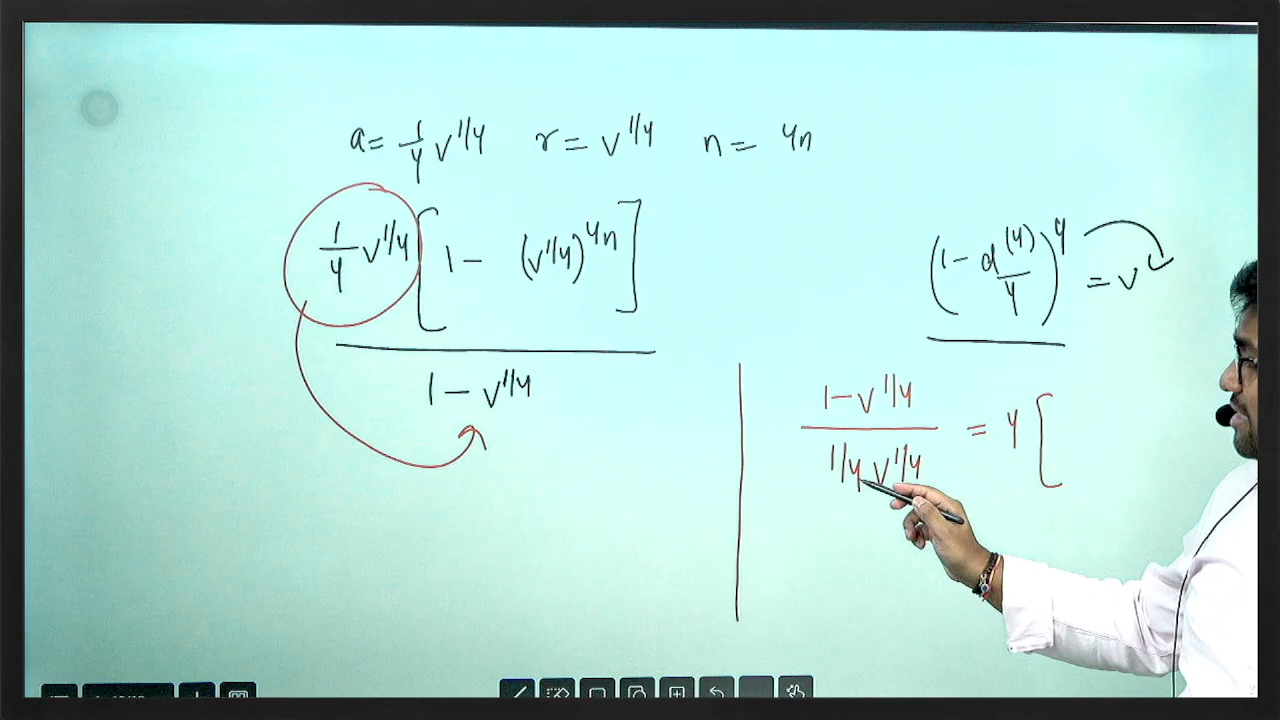 a = 1/4 v^1/4 r = v^1/4 n = 4n
1/4 v^1/4 [ 1 - (v^1/4)^4n ]
1 - v^1/4
(1 - d^(4)/4)^4 = v
1 - v^1/4
1/4 v^1/4
= 4 [